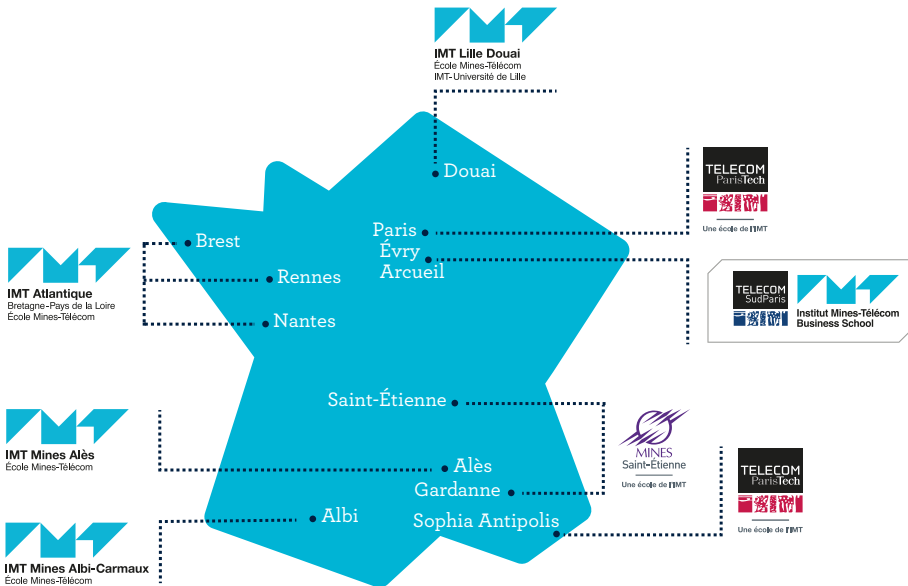 IMT Lille Douai
École Mines-Télécom
IMT-Université de Lille
Douai
TELECOM
ParisTech
Une école de l'IMT
Paris
Évry
Arcueil
Brest
Rennes
Nantes
IMT Atlantique
Bretagne-Pays de la Loire
École Mines-Télécom
TELECOM
SudParis
Institut Mines-Télécom
Business School
Saint-Étienne
MINES
Saint-Étienne
Une école de l'IMT
IMT Mines Alès
École Mines-Télécom
Alès
Gardanne
Sophia Antipolis
TELECOM
ParisTech
Une école de l'IMT
Albi
IMT Mines Albi-Carmaux
École Mines-Télécom